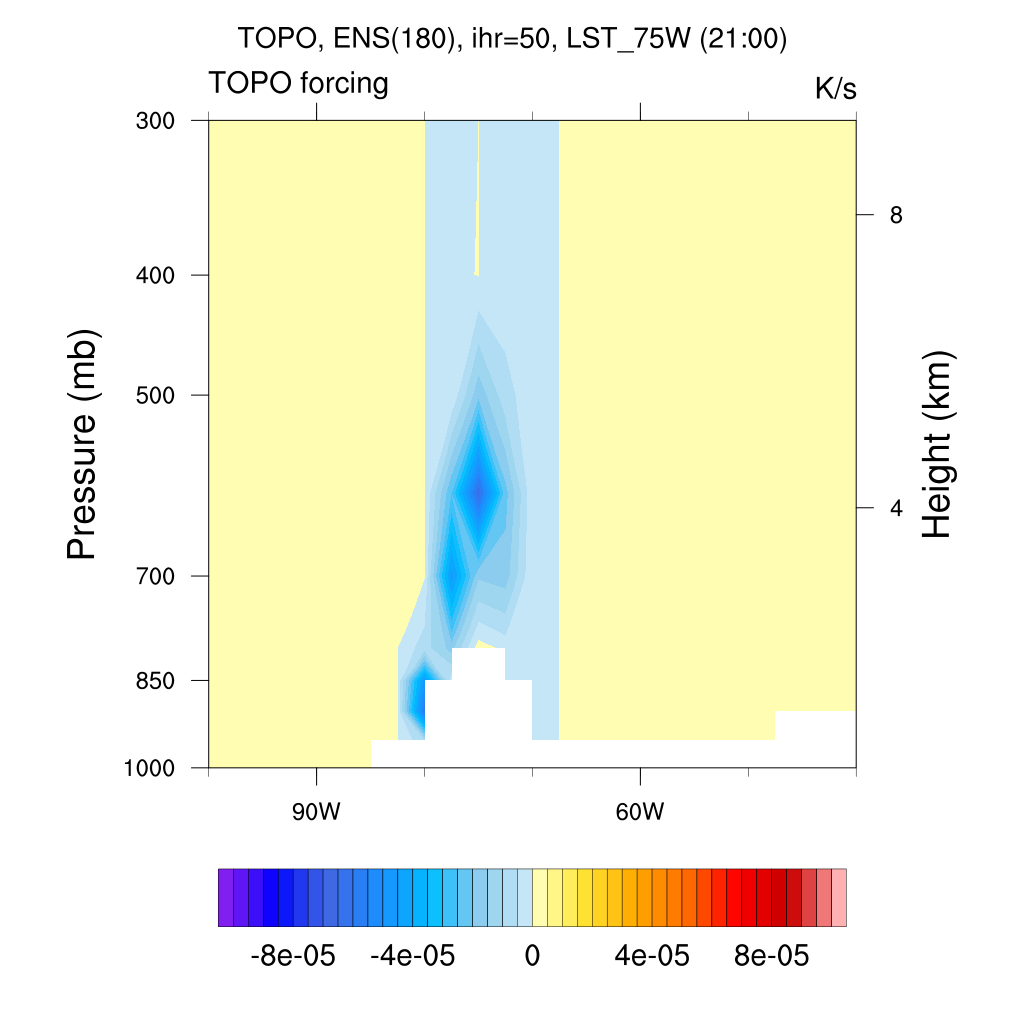 TOPO, ENS(180), ihr=50, LST_75W (21:00)
TOPO forcing
K/s
300
400
500
700
850
1000
Pressure (mb)
8
4
Height (km)
90W
60W
-8e-05
-4e-05
0
4e-05
8e-05